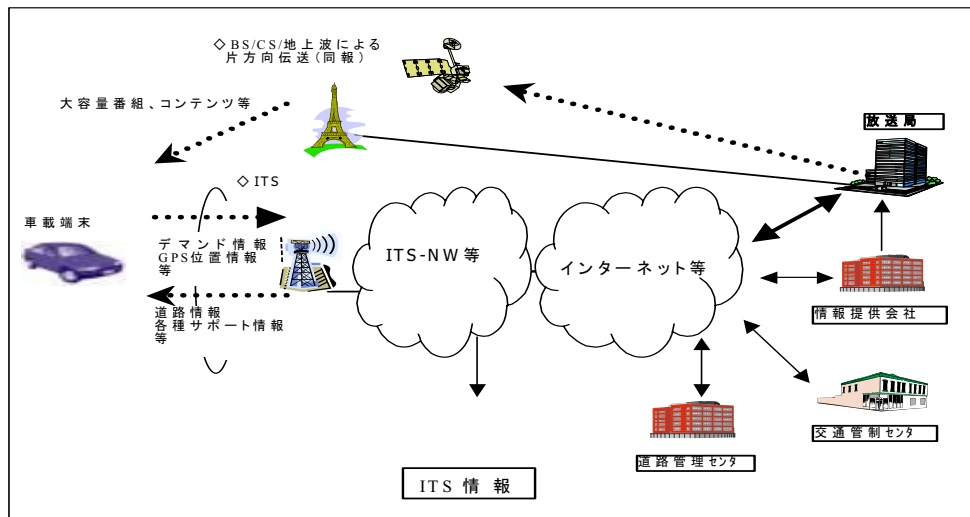 ◇BS/CS/地上波による
片方向伝送(同報)
大容量番組、コンテンツ等
放送局
◇ITS
車載端末
デマンド情報
GPS位置情報
等
ITS-NW等
インターネット等
道路情報
各種サポート情報
等
情報提供会社
交通管制センタ
道路管理センタ
ITS 情報